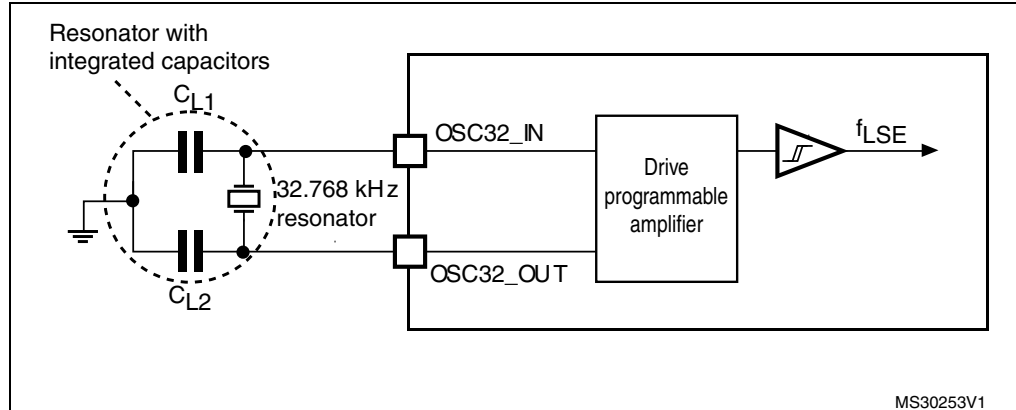 Resonator with
integrated capacitors
CL1
OSC32_IN
fLSE
Drive
programmable
amplifier
32.768 kHz
resonator
OSC32_OUT
CL2
MS30253V1